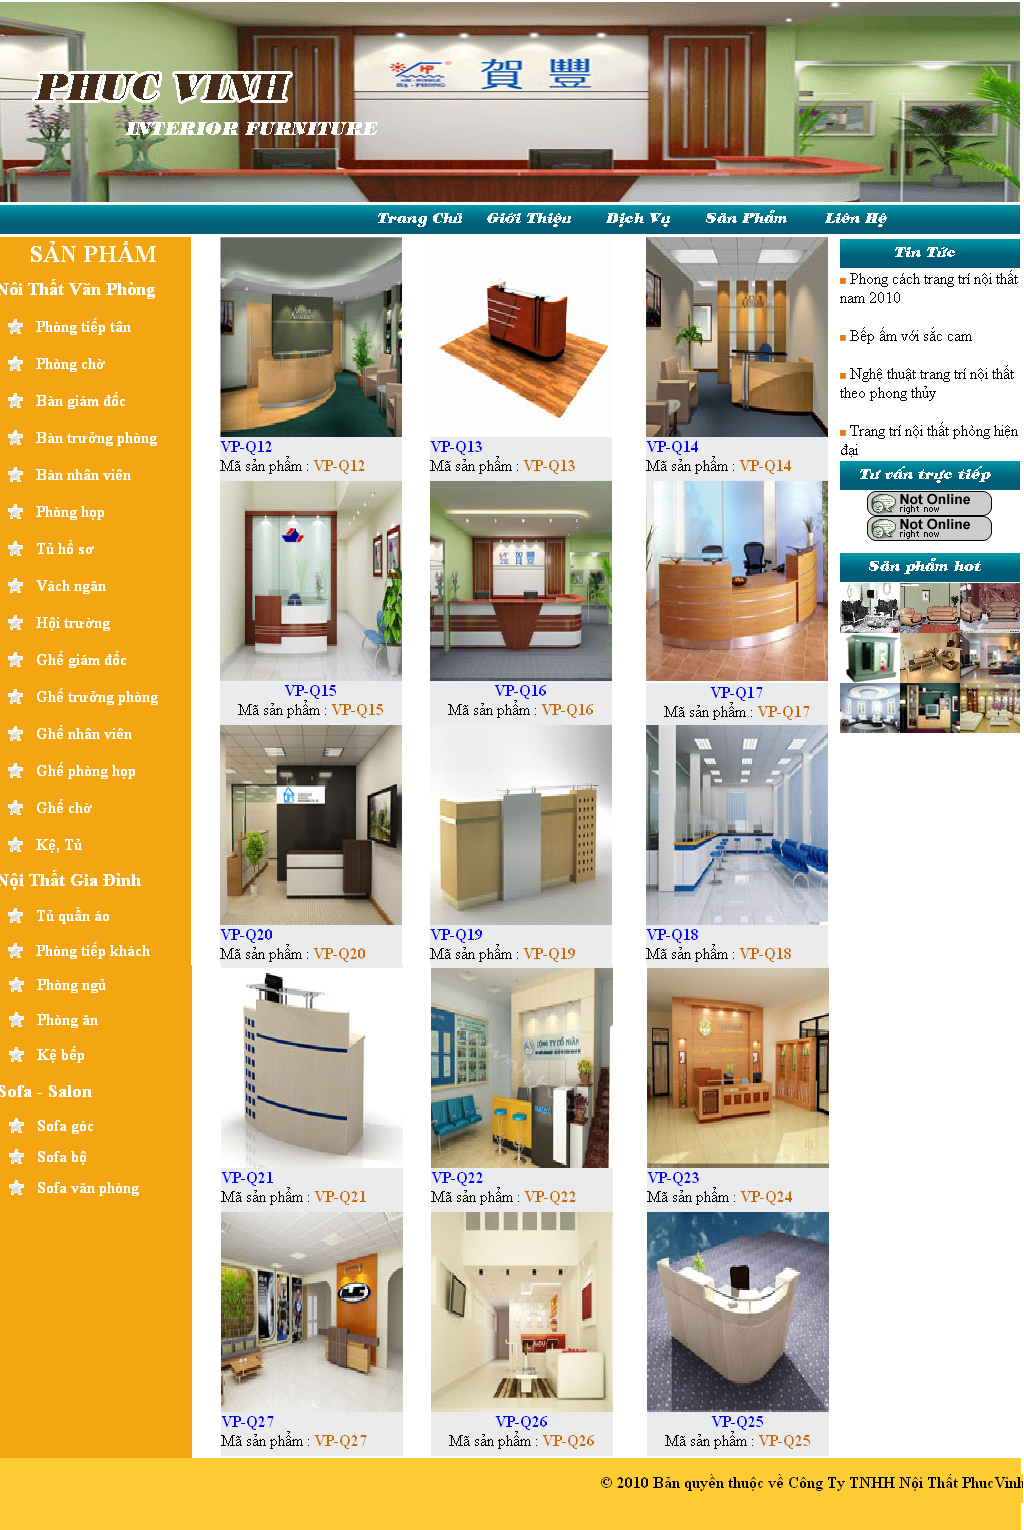 賀 豐
HP
HA - PHONG
PHUC VINH
INTERIOR FURNITURE
Trang Chủ Giới Thiệu Dịch Vụ Sản Phẩm Liên Hệ
SẢN PHẨM
Nôi Thất Văn Phòng
Phòng tiếp tân
Phòng chờ
Bàn giám đốc
Bàn trưởng phòng
Bàn nhân viên
Phòng họp
Tủ hồ sơ
Vách ngăn
Hội trường
Ghế giám đốc
Ghế trưởng phòng
Ghế nhân viên
Ghế phòng họp
Ghế chờ
Kệ, Tủ
Nội Thất Gia Đình
Tủ quần áo
Phòng tiếp khách
Phòng ngủ
Phòng ăn
Kệ bếp
Sofa - Salon
Sofa góc
Sofa bộ
Sofa văn phòng
VP-Q12
Mã sản phẩm : VP-Q12
VP-Q13
Mã sản phẩm : VP-Q13
VP-Q14
Mã sản phẩm : VP-Q14
賀 豐
VP-Q15
Mã sản phẩm : VP-Q15
VP-Q16
Mã sản phẩm : VP-Q16
VP-Q17
Mã sản phẩm : VP-Q17
VP-Q20
Mã sản phẩm : VP-Q20
VP-Q19
Mã sản phẩm : VP-Q19
VP-Q18
Mã sản phẩm : VP-Q18
CÔNG TY CỔ PHẦN
VP-Q21
Mã sản phẩm : VP-Q21
VP-Q22
Mã sản phẩm : VP-Q22
VP-Q23
Mã sản phẩm : VP-Q24
VP-Q27
Mã sản phẩm : VP-Q27
VP-Q26
Mã sản phẩm : VP-Q26
VP-Q25
Mã sản phẩm : VP-Q25
Tin Tức
Phong cách trang trí nội thất
nam 2010
Bếp ấm với sắc cam
Nghệ thuật trang trí nội thất
theo phong thủy
Trang trí nội thất phòng hiện
đại
Tư vấn trực tiếp
Not Online
right now
Not Online
right now
Sản phẩm hot
© 2010 Bản quyền thuộc về Công Ty TNHH Nội Thất PhucVinh